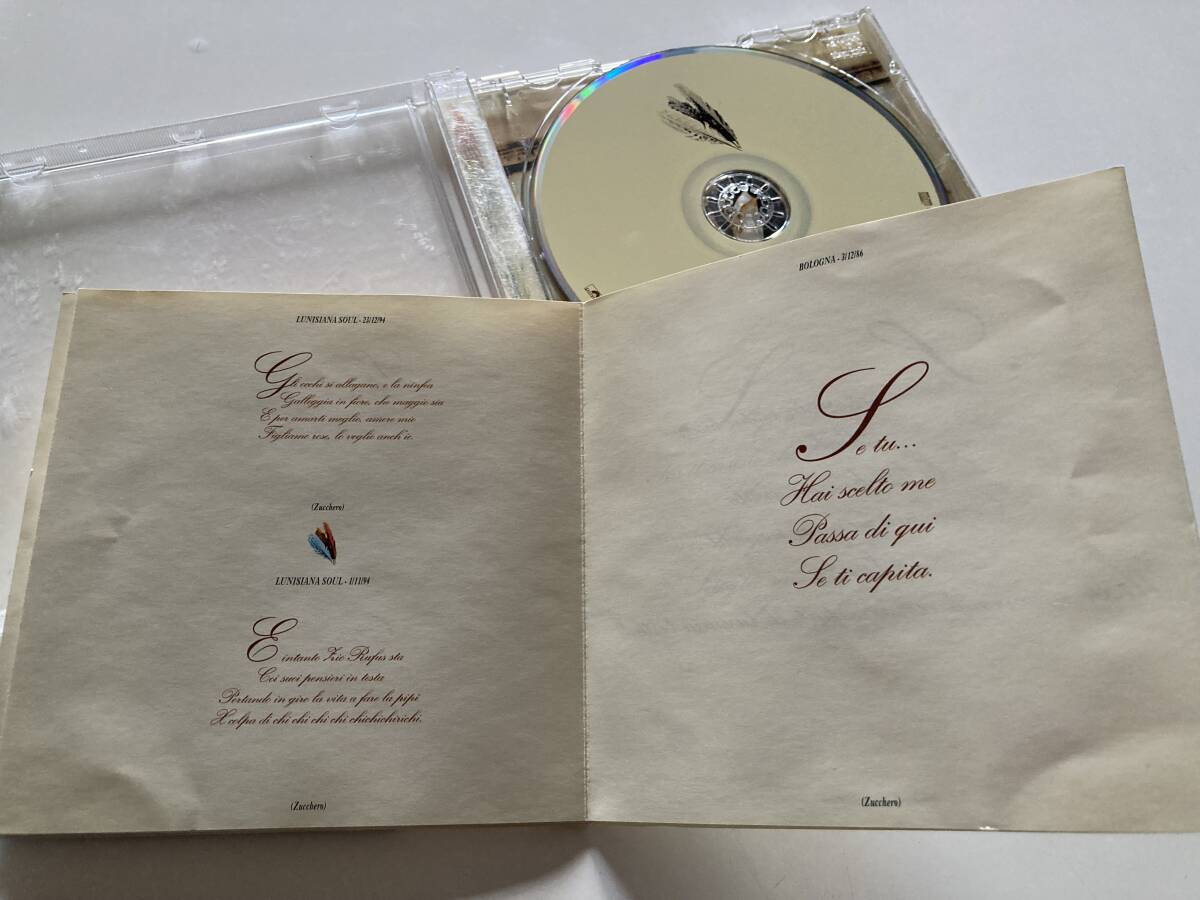 LUNISIANA SOUL - 23/12/94
Gli occhi si allagano, e la ninfea
Galleggia in fiore, che maggio sia
E per amarti meglio, amore mio
Figliamo rose, lo voglio anch'io.
(Zucchero)
LUNISIANA SOUL - 1/11/94
E intanto Zio Rufus sta
Coi suoi pensieri in testa
Portando in giro la vita a fare la pipì
X colpa di chi chi chi chi chichichirichi.
(Zucchero)
BOLOGNA - 3/12/86
Se tu...
Hai scelto me
Passa di qui
Se ti capita.
(Zucchero)